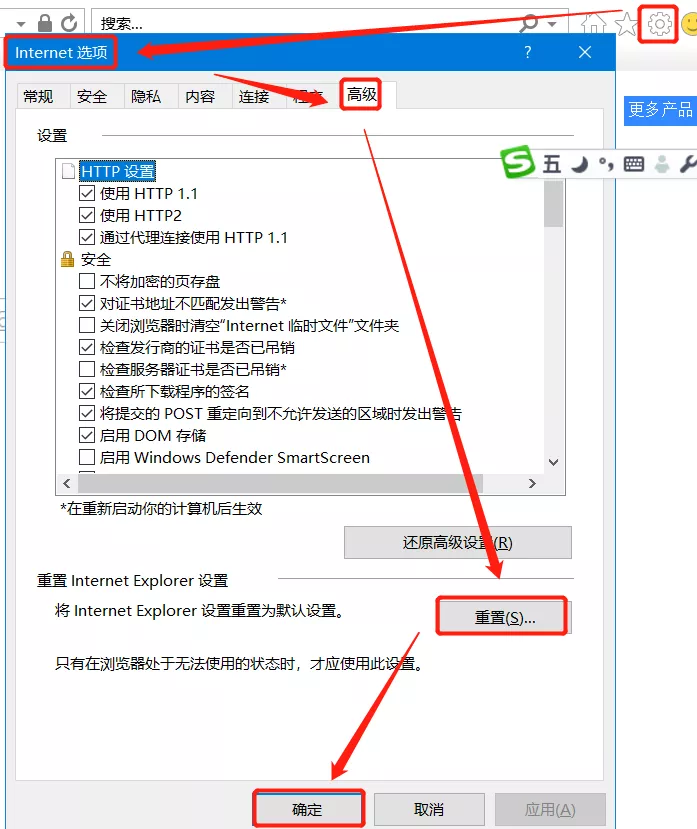 搜索...
Internet 选项
?
更多产品
常规 安全 隐私 内容 连接 程序 高级
五
设置
HTTP 设置
使用 HTTP 1.1
使用 HTTP2
通过代理连接使用 HTTP 1.1
安全
不将加密的页存盘
对证书地址不匹配发出警告*
关闭浏览器时清空"Internet 临时文件"文件夹
检查发行商的证书是否已吊销
检查服务器证书是否已吊销*
检查所下载程序的签名
将提交的 POST 重定向到不允许发送的区域时发出警告
启用 DOM 存储
启用 Windows Defender SmartScreen
*在重新启动你的计算机后生效
还原高级设置(R)
重置 Internet Explorer 设置
将 Internet Explorer 设置重置为默认设置。
重置(S)...
只有在浏览器处于无法使用的状态时，才应使用此设置。
确定 取消 应用(A)